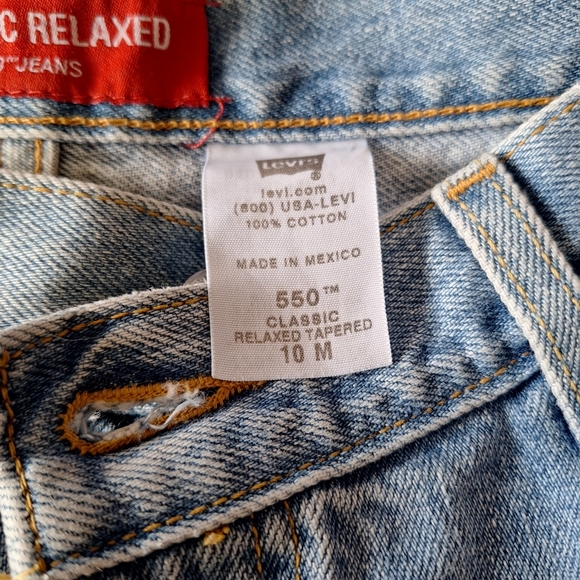 C RELAXED
"JEANS
Levi's
®
levi.com
(800) USA-LEVI
100% COTTON
MADE IN MEXICO
550™
CLASSIC
RELAXED TAPERED
10 M